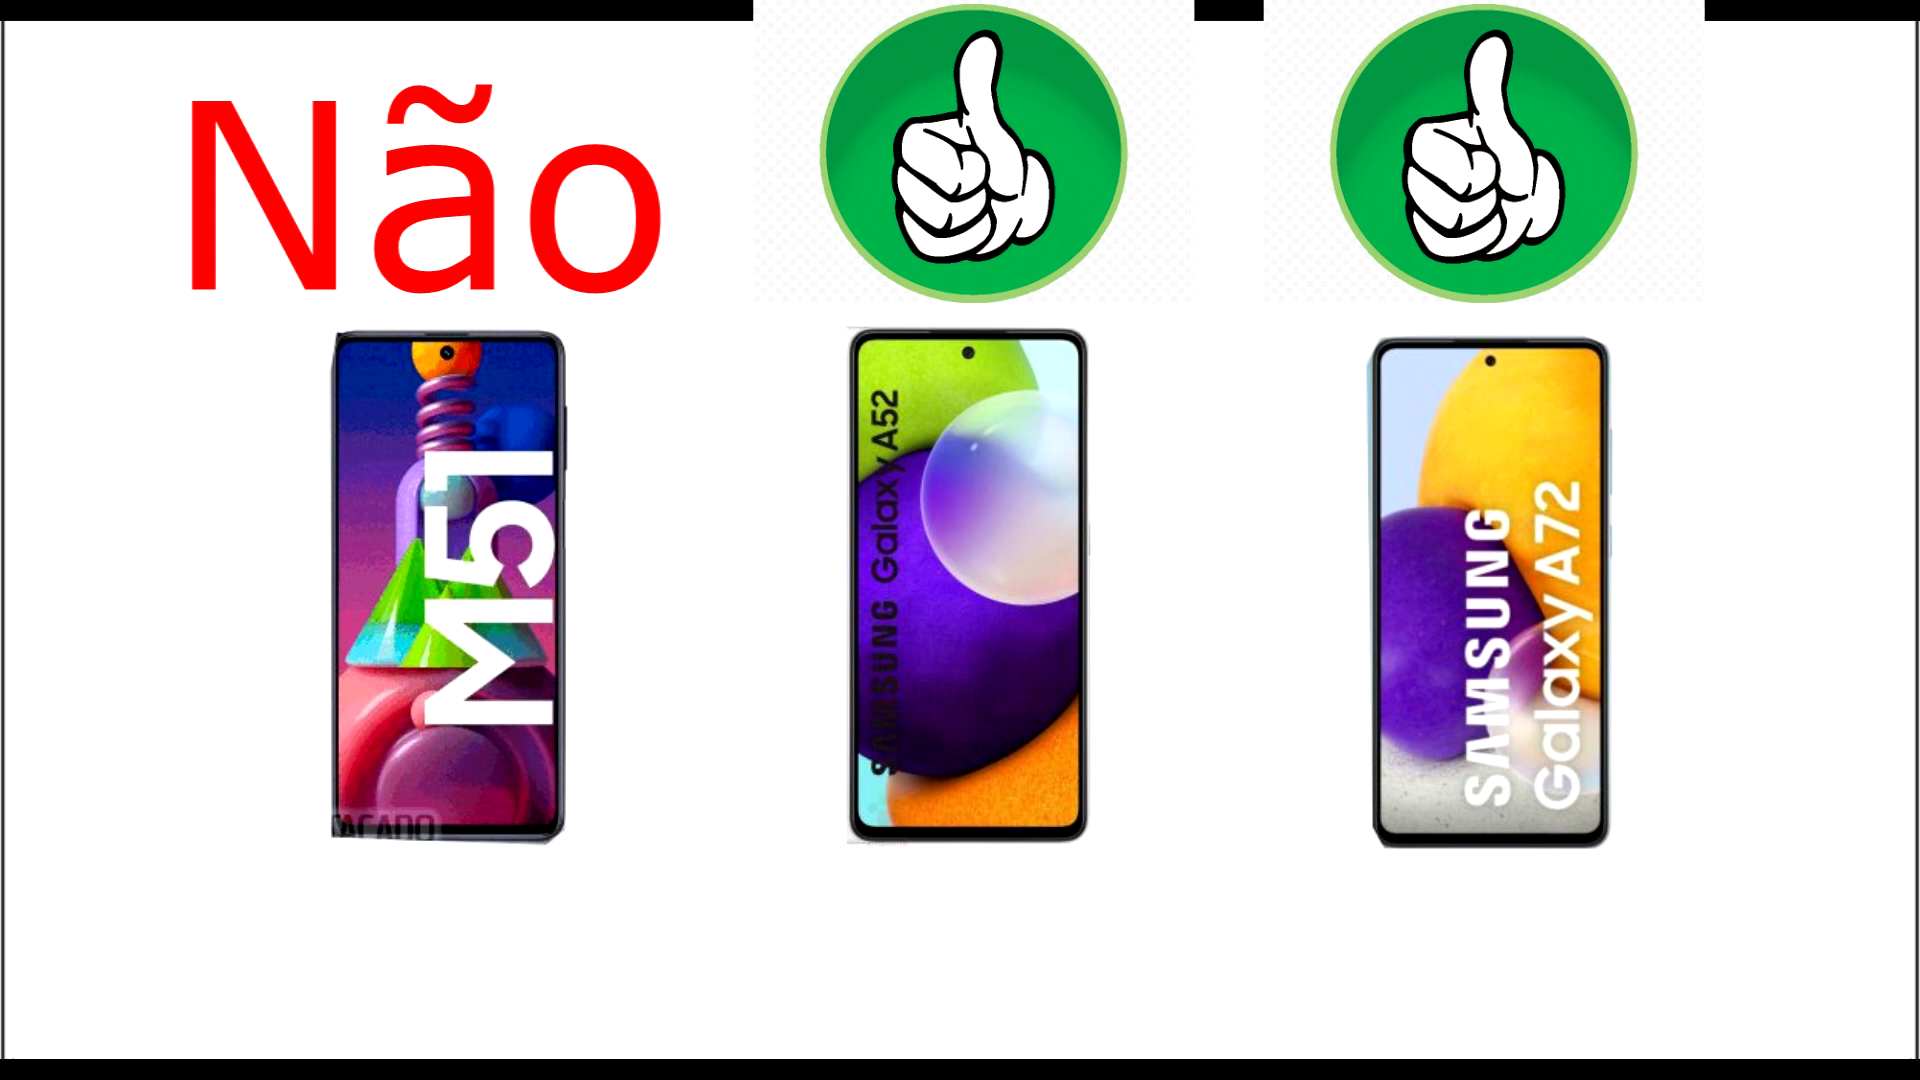 Não
M51
SAMSUNG Galaxy A52
SAMSUNG
Galaxy A72